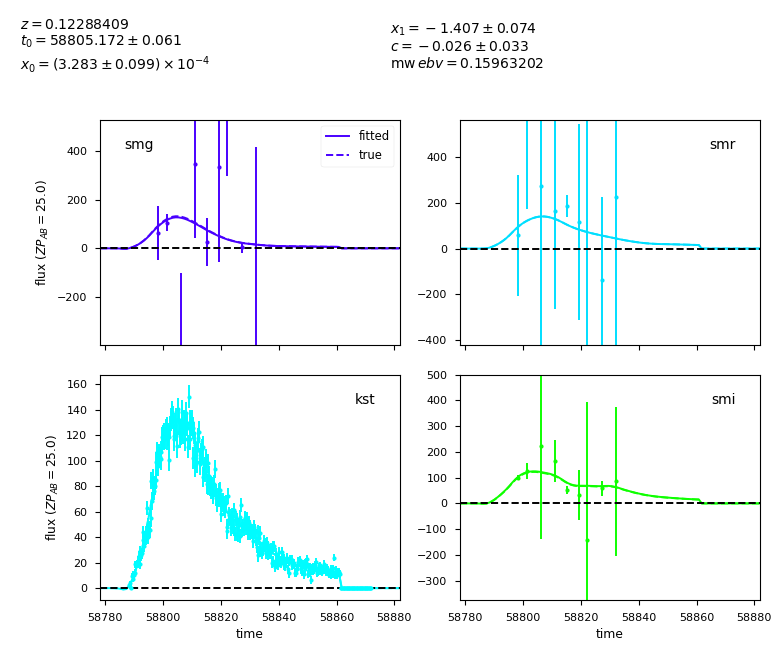 z = 0.12288409
t₀ = 58805.172 ± 0.061
x₀ = (3.283 ± 0.099) × 10⁻⁴
x₁ = −1.407 ± 0.074
c = −0.026 ± 0.033
mw ebv = 0.15963202
smg
fitted
true
400
200
0
−200
flux (ZP_AB = 25.0)
smr
400
200
0
−200
−400
kst
160
140
120
100
80
60
40
20
0
flux (ZP_AB = 25.0)
58780 58800 58820 58840 58860 58880
time
smi
500
400
300
200
100
0
−100
−200
−300
58780 58800 58820 58840 58860 58880
time